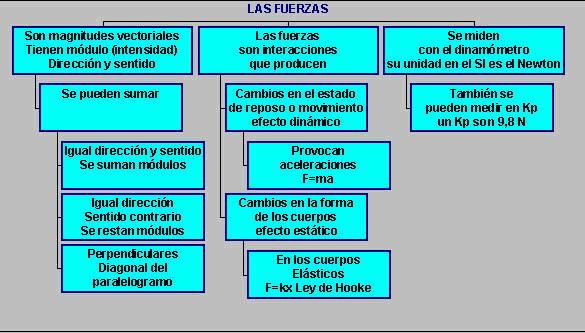 LAS FUERZAS
Son magnitudes vectoriales
Tienen módulo (intensidad)
Dirección y sentido
Se pueden sumar
Igual dirección y sentido
Se suman módulos
Igual dirección
Sentido contrario
Se restan módulos
Perpendiculares
Diagonal del
paralelogramo
Las fuerzas
son interacciones
que producen
Cambios en el estado
de reposo o movimiento
efecto dinámico
Provocan
aceleraciones
F=ma
Cambios en la forma
de los cuerpos
efecto estático
En los cuerpos
Elásticos
F=kx Ley de Hooke
Se miden
con el dinamómetro
su unidad en el SI es el Newton
También se
pueden medir en Kp
un Kp son 9,8 N